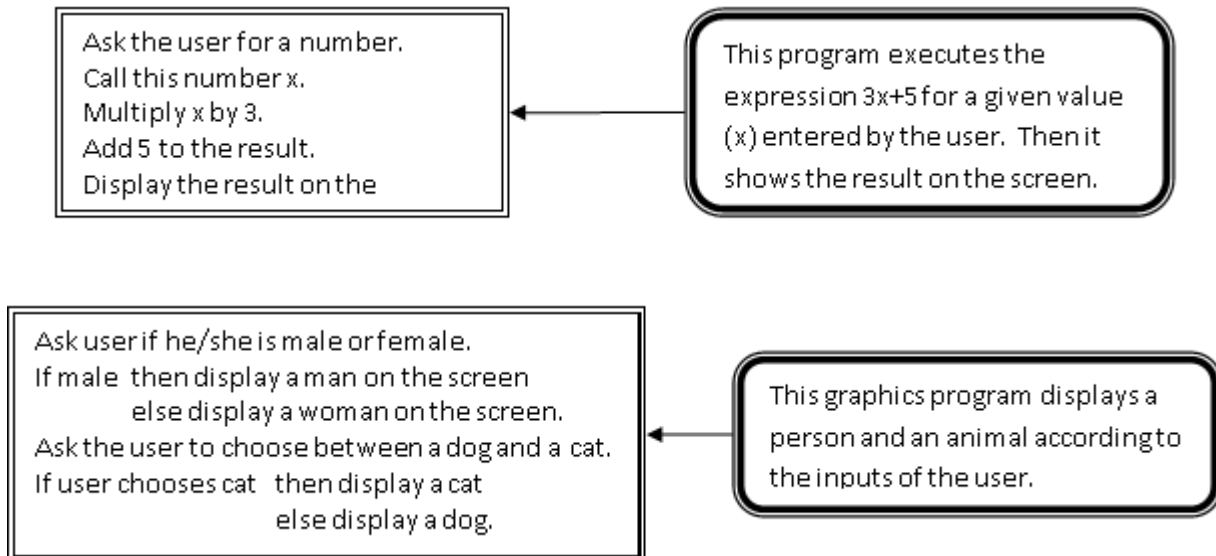 Ask the user for a number.
Call this number x.
Multiply x by 3.
Add 5 to the result.
Display the result on the
This program executes the
expression 3x+5 for a given value
(x) entered by the user. Then it
shows the result on the screen.
Ask user if he/she is male or female.
If male then display a man on the screen
else display a woman on the screen.
Ask the user to choose between a dog and a cat.
If user chooses cat then display a cat
else display a dog.
This graphics program displays a
person and an animal according to
the inputs of the user.